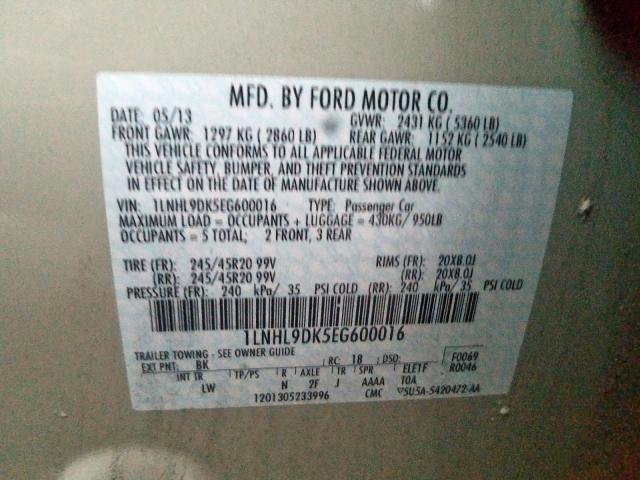 MFD. BY FORD MOTOR CO.
DATE: 05/13 GVWR: 2431 KG ( 5360 LB)
FRONT GAWR: 1297 KG ( 2860 LB) REAR GAWR: 1152 KG ( 2540 LB)
THIS VEHICLE CONFORMS TO ALL APPLICABLE FEDERAL MOTOR
VEHICLE SAFETY, BUMPER, AND THEFT PREVENTION STANDARDS
IN EFFECT ON THE DATE OF MANUFACTURE SHOWN ABOVE.
VIN: 1LNHL9DK5EG600016 TYPE: Passenger Car
MAXIMUM LOAD = OCCUPANTS + LUGGAGE = 430KG/ 950LB
OCCUPANTS = 5 TOTAL; 2 FRONT, 3 REAR
TIRE (FR): 245/45R20 99V RIMS (FR): 20X8.0J
(RR): 245/45R20 99V (RR): 20X8.0J
PRESSURE (FR): 240 kPa/ 35 PSI COLD (RR): 240 kPa/ 35 PSI COLD
1LNHL9DK5EG600016
TRAILER TOWING - SEE OWNER GUIDE
EXT PNT: BK RC: 18 DSO: F0069
INT TR TP/PS R AXLE TR SPR ELE1F R0046
LW N 2F J AAAA TOA
1201305233996 CMC 5U5A-5420472-AA